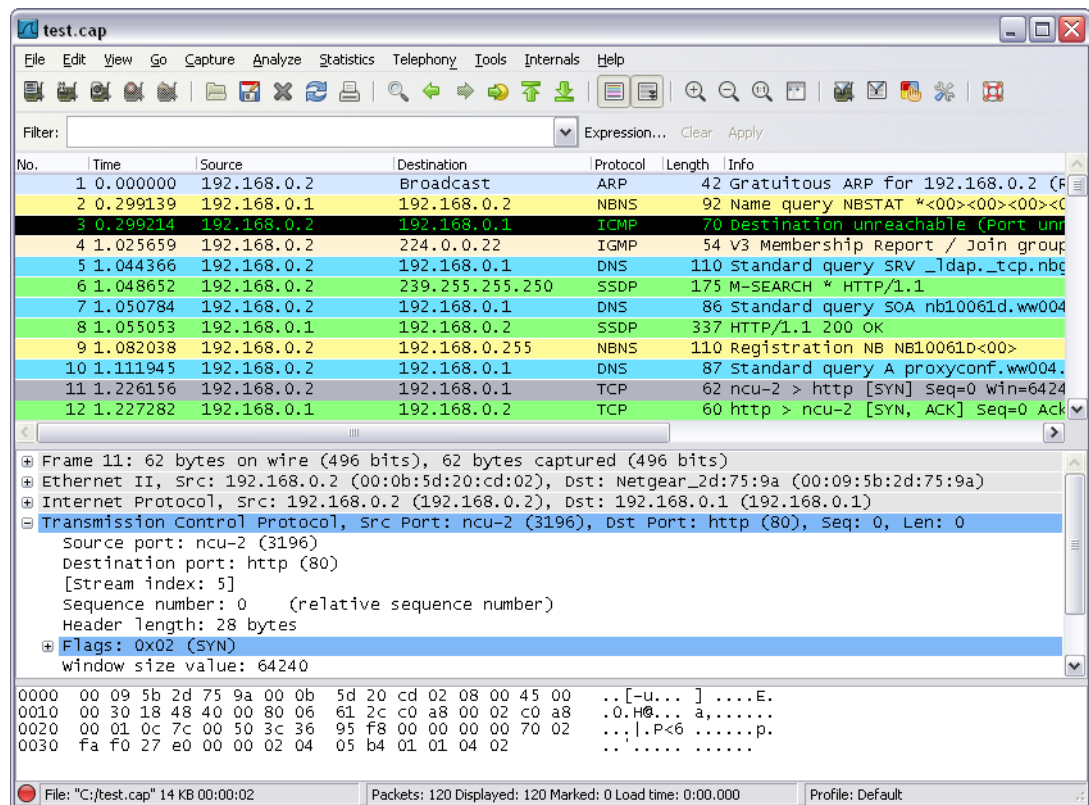 test.cap
File Edit View Go Capture Analyze Statistics Telephony Tools Internals Help
Filter: Expression... Clear Apply
No. Time Source Destination Protocol Length Info
1 0.000000 192.168.0.2 Broadcast ARP 42 Gratuitous ARP for 192.168.0.2 (R
2 0.299139 192.168.0.1 192.168.0.2 NBNS 92 Name query NBSTAT *<00><00><00><0
3 0.299214 192.168.0.2 192.168.0.1 ICMP 70 Destination unreachable (Port unr
4 1.025659 192.168.0.2 224.0.0.22 IGMP 54 V3 Membership Report / Join group
5 1.044366 192.168.0.2 192.168.0.1 DNS 110 Standard query SRV _ldap._tcp.nbg
6 1.048652 192.168.0.2 239.255.255.250 SSDP 175 M-SEARCH * HTTP/1.1
7 1.050784 192.168.0.2 192.168.0.1 DNS 86 Standard query SOA nb10061d.ww004
8 1.055053 192.168.0.1 192.168.0.2 SSDP 337 HTTP/1.1 200 OK
9 1.082038 192.168.0.2 192.168.0.255 NBNS 110 Registration NB NB10061D<00>
10 1.111945 192.168.0.2 192.168.0.1 DNS 87 Standard query A proxyconf.ww004.
11 1.226156 192.168.0.2 192.168.0.1 TCP 62 ncu-2 > http [SYN] Seq=0 Win=6424
12 1.227282 192.168.0.1 192.168.0.2 TCP 60 http > ncu-2 [SYN, ACK] Seq=0 Ack
Frame 11: 62 bytes on wire (496 bits), 62 bytes captured (496 bits)
Ethernet II, Src: 192.168.0.2 (00:0b:5d:20:cd:02), Dst: Netgear_2d:75:9a (00:09:5b:2d:75:9a)
Internet Protocol, Src: 192.168.0.2 (192.168.0.2), Dst: 192.168.0.1 (192.168.0.1)
Transmission Control Protocol, Src Port: ncu-2 (3196), Dst Port: http (80), Seq: 0, Len: 0
Source port: ncu-2 (3196)
Destination port: http (80)
[Stream index: 5]
Sequence number: 0 (relative sequence number)
Header length: 28 bytes
Flags: 0x02 (SYN)
Window size value: 64240
0000 00 09 5b 2d 75 9a 00 0b 5d 20 cd 02 08 00 45 00 ..[-u... ] ....E.
0010 00 30 18 48 40 00 80 06 61 2c c0 a8 00 02 c0 a8 .0.H@... a,......
0020 00 01 0c 7c 00 50 3c 36 95 f8 00 00 00 00 70 02 ...|.P<6 ......p.
0030 fa f0 27 e0 00 00 02 04 05 b4 01 01 04 02 ..'..... ......
File: "C:/test.cap" 14 KB 00:00:02 Packets: 120 Displayed: 120 Marked: 0 Load time: 0:00.000 Profile: Default